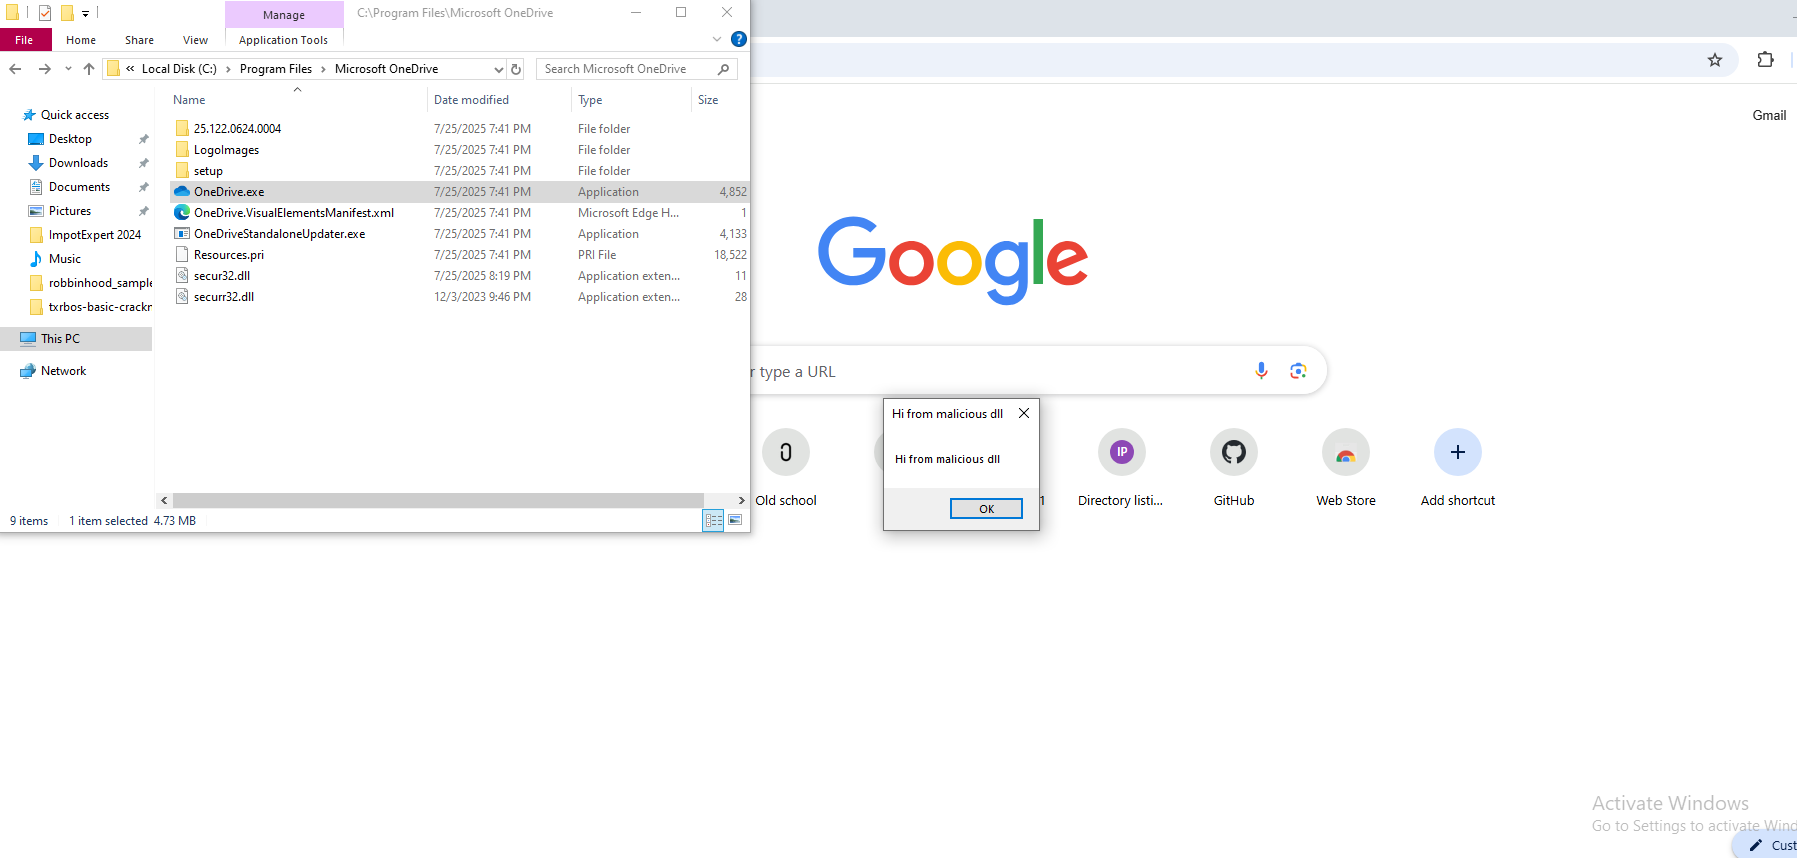 Manage
C:\Program Files\Microsoft OneDrive
File
Home
Share
View
Application Tools
Local Disk (C:)
Program Files
Microsoft OneDrive
Search Microsoft OneDrive
Name
Date modified
Type
Size
Quick access
Desktop
Downloads
Documents
Pictures
ImpotExpert 2024
Music
robbinhood_sample
txrbos-basic-crackm
This PC
Network
25.122.0624.0004 7/25/2025 7:41 PM File folder
LogoImages 7/25/2025 7:41 PM File folder
setup 7/25/2025 7:41 PM File folder
OneDrive.exe 7/25/2025 7:41 PM Application 4,852
OneDrive.VisualElementsManifest.xml 7/25/2025 7:41 PM Microsoft Edge H... 1
OneDriveStandaloneUpdater.exe 7/25/2025 7:41 PM Application 4,133
Resources.pri 7/25/2025 7:41 PM PRI File 18,522
secur32.dll 7/25/2025 8:19 PM Application exten... 11
securr32.dll 12/3/2023 9:46 PM Application exten... 28
9 items 1 item selected 4.73 MB
Gmail
Google
r type a URL
Hi from malicious dll
Hi from malicious dll
OK
Old school
1
IP
Directory listi...
GitHub
Web Store
Add shortcut
Activate Windows
Go to Settings to activate Wind
Cust